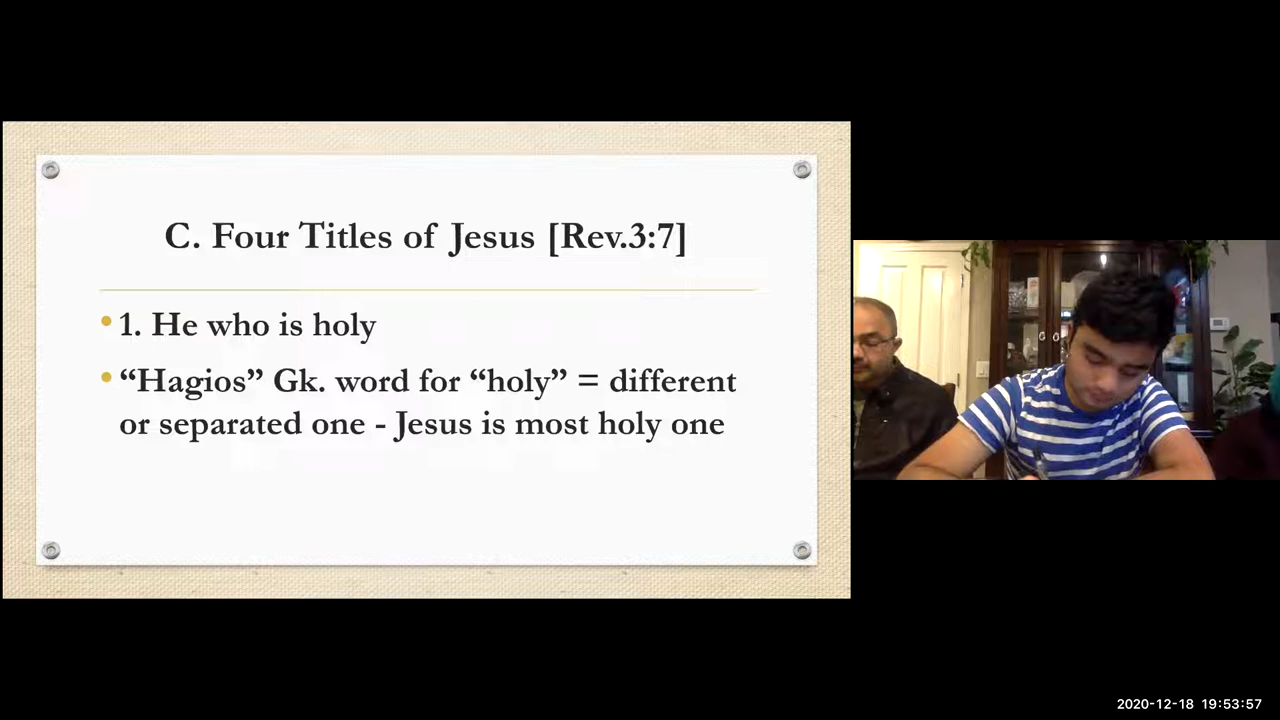 C. Four Titles of Jesus [Rev.3:7]
•1. He who is holy
•“Hagios” Gk. word for “holy” = different
or separated one - Jesus is most holy one
2020-12-18 19:53:57